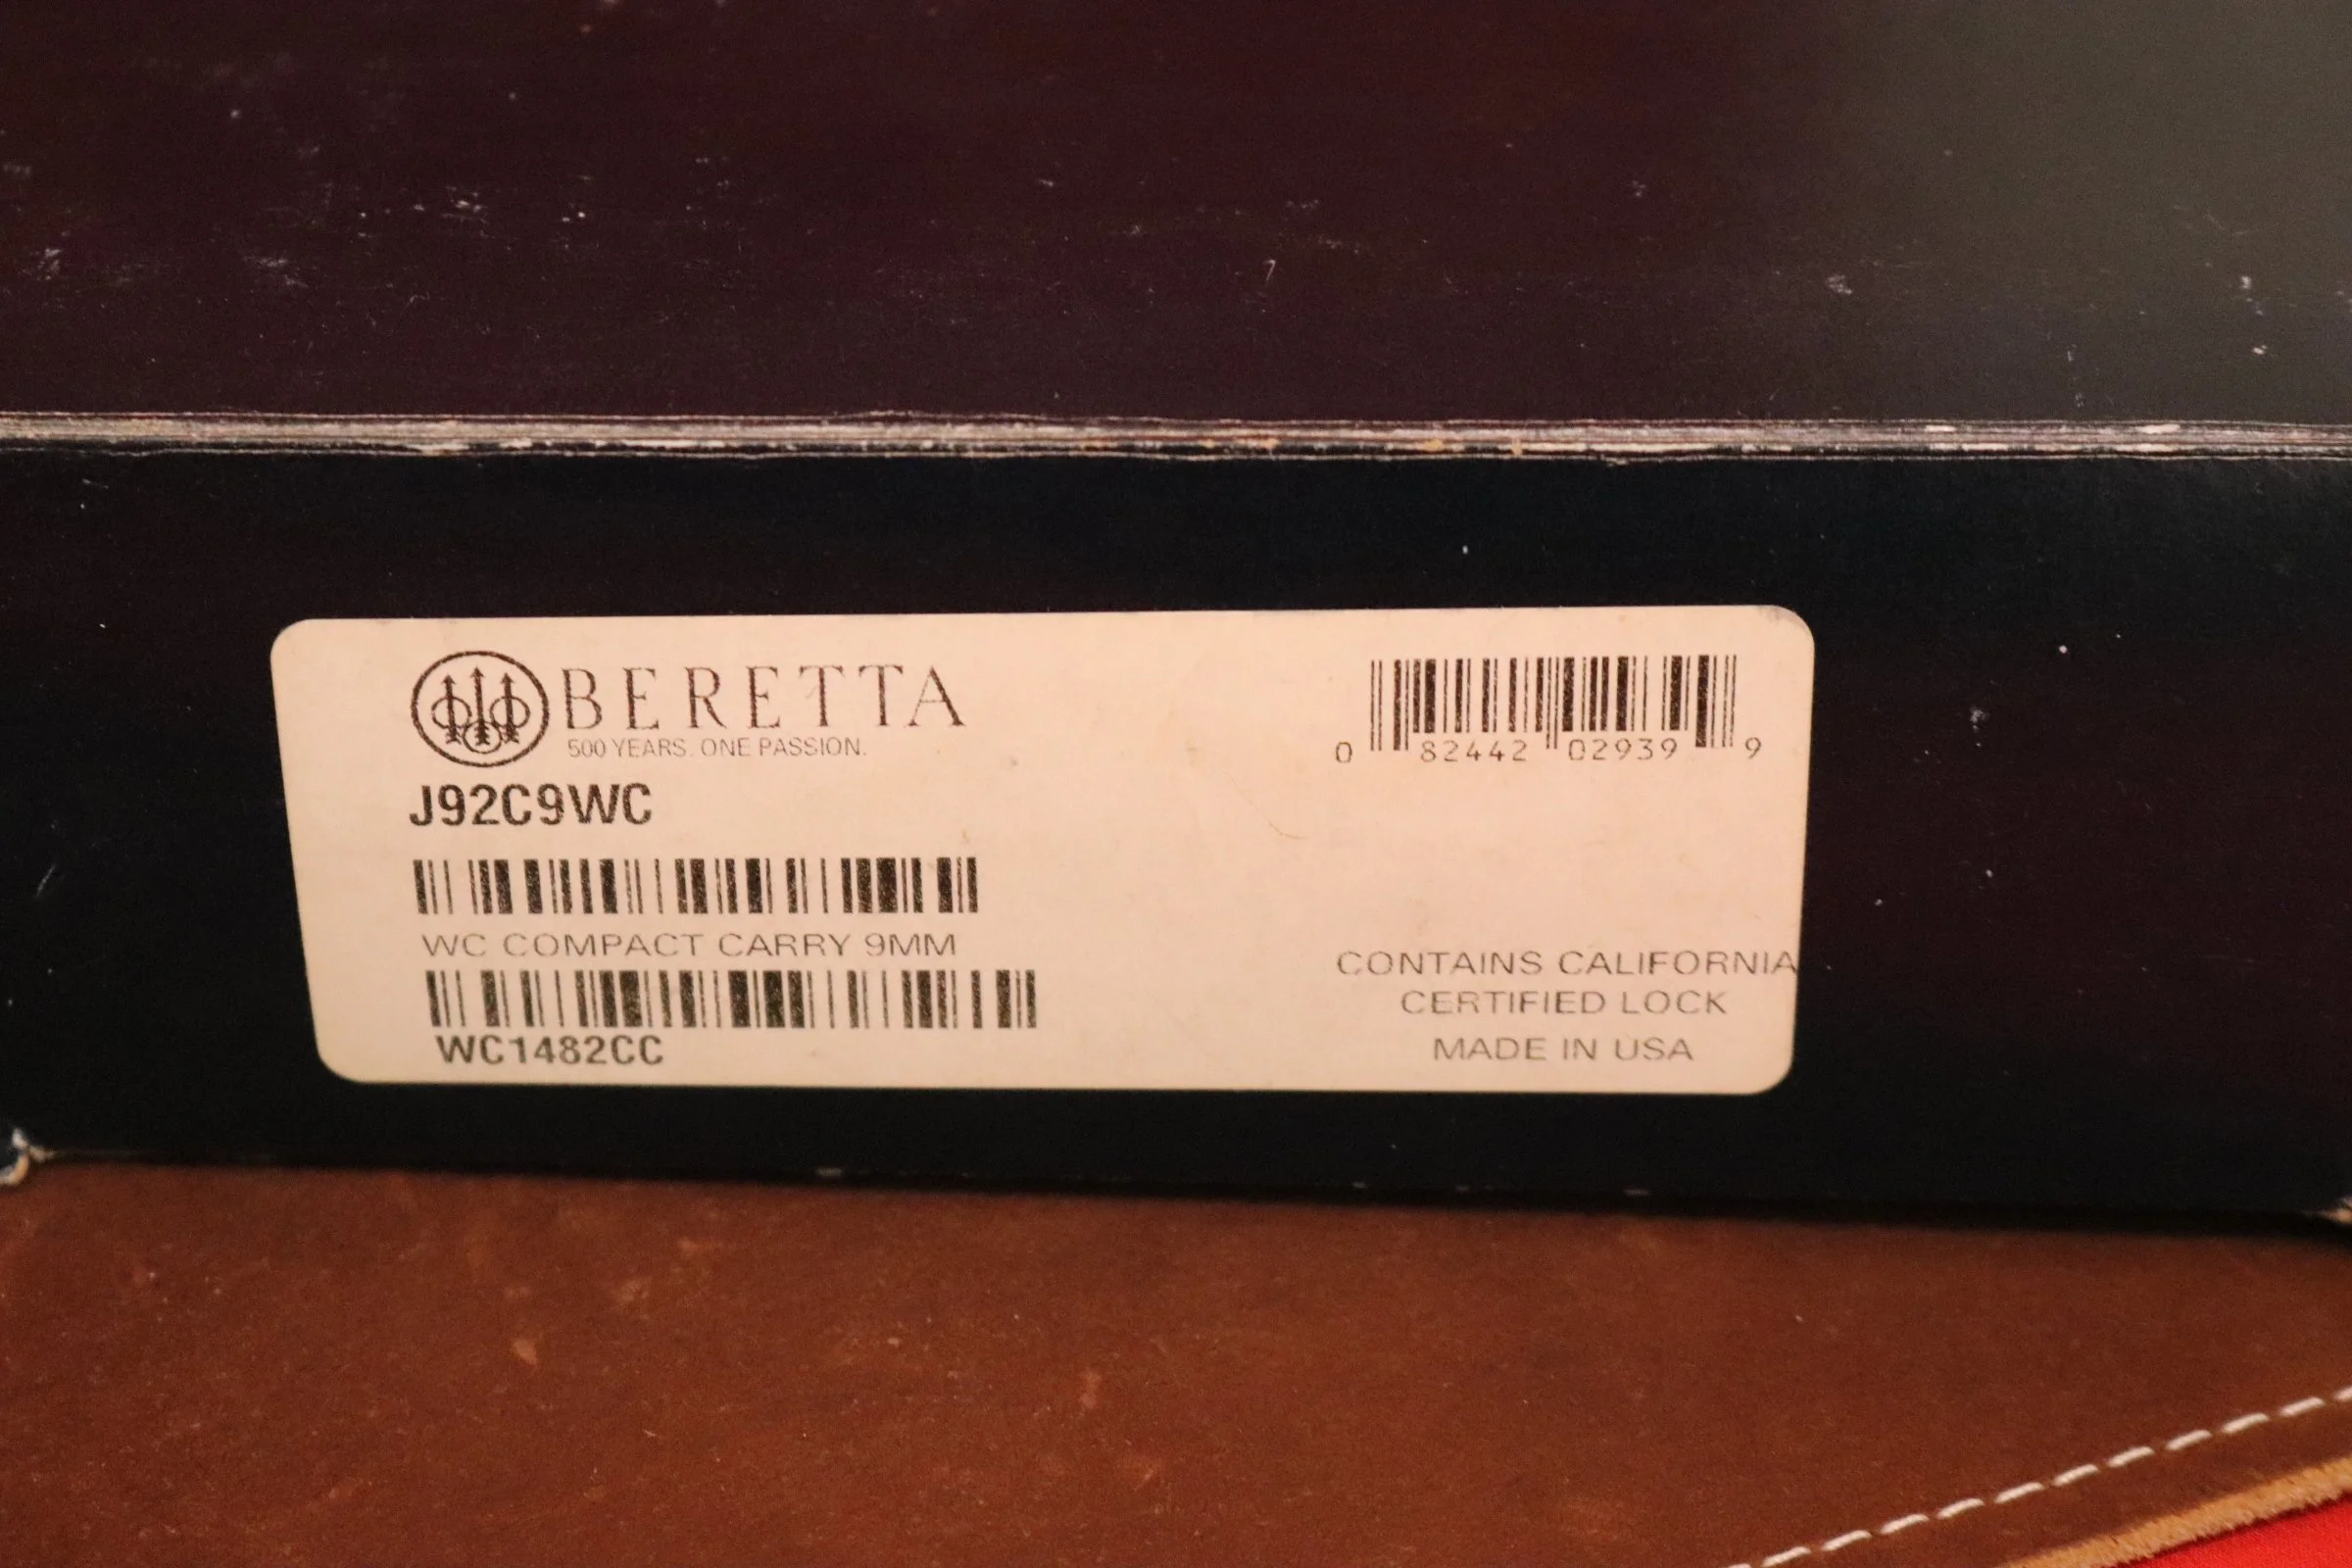 BERETTA
500 YEARS. ONE PASSION.
J92C9WC
WC COMPACT CARRY 9MM
WC1482CC
0 82442 02939 9
CONTAINS CALIFORNIA
CERTIFIED LOCK
MADE IN USA